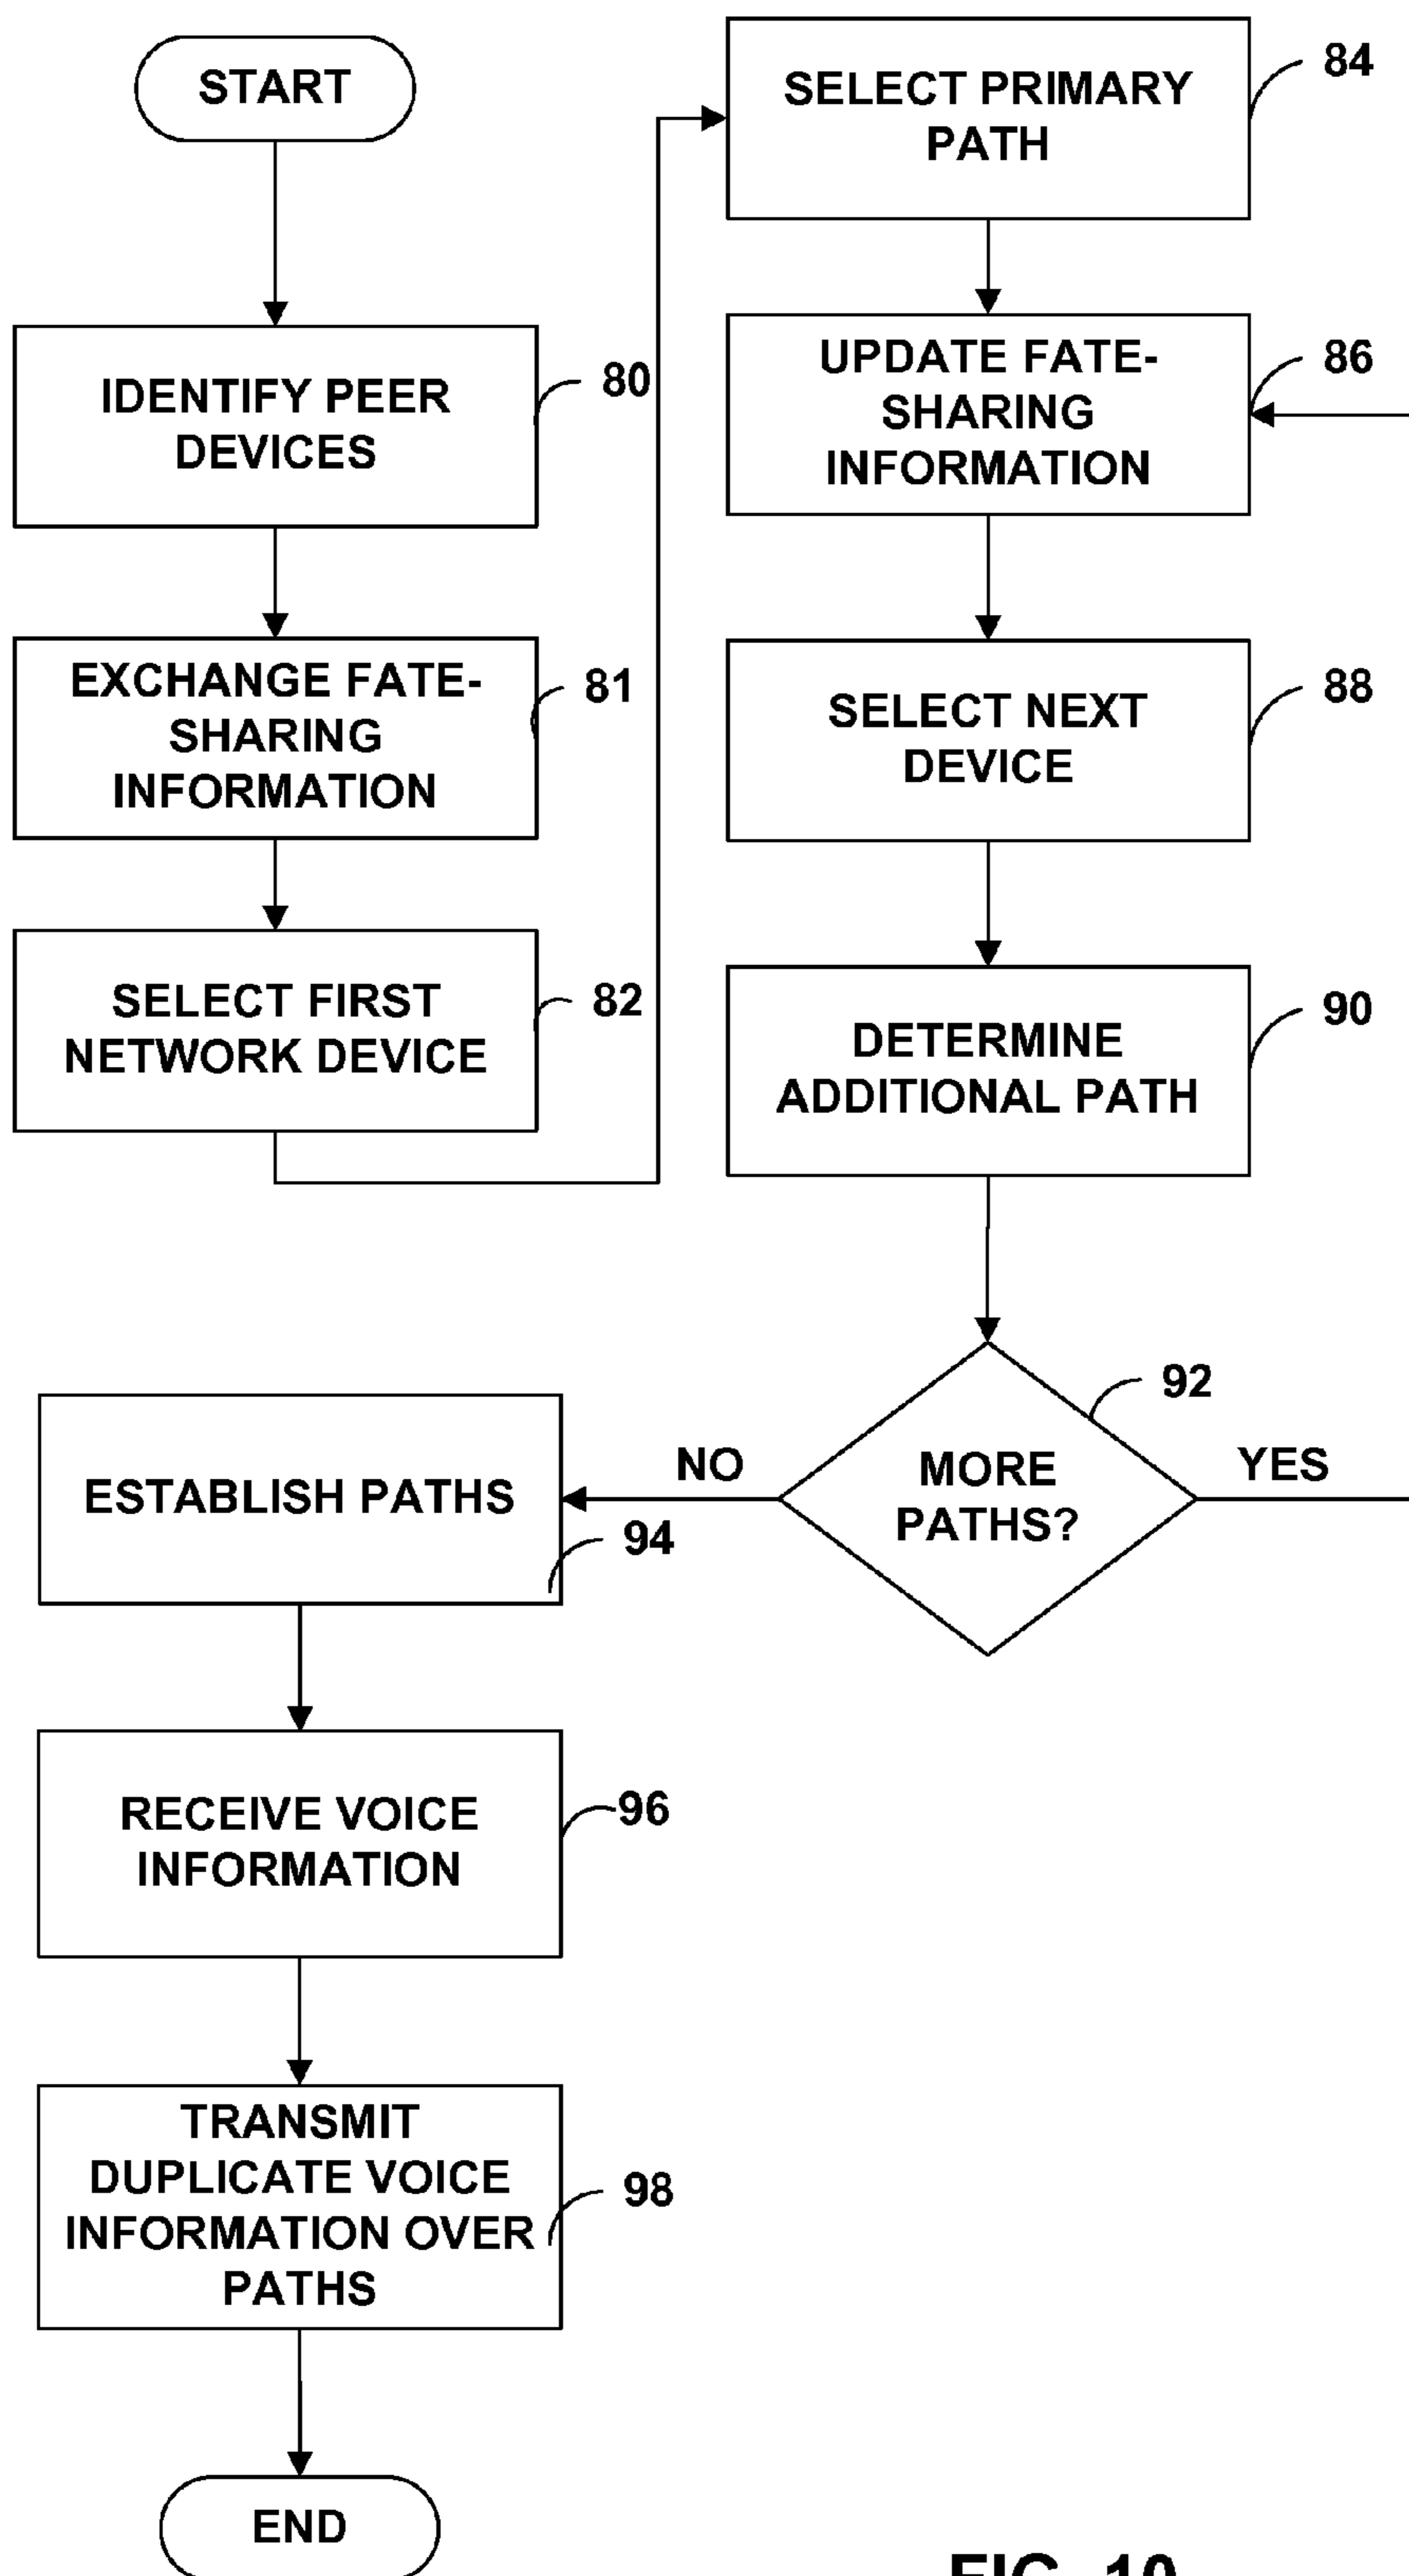 START
IDENTIFY PEER
DEVICES
80
EXCHANGE FATE-
SHARING
INFORMATION
81
SELECT FIRST
NETWORK DEVICE
82
SELECT PRIMARY
PATH
84
UPDATE FATE-
SHARING
INFORMATION
86
SELECT NEXT
DEVICE
88
DETERMINE
ADDITIONAL PATH
90
MORE
PATHS?
92
YES
NO
ESTABLISH PATHS
94
RECEIVE VOICE
INFORMATION
96
TRANSMIT
DUPLICATE VOICE
INFORMATION OVER
PATHS
98
END
FIG. 10